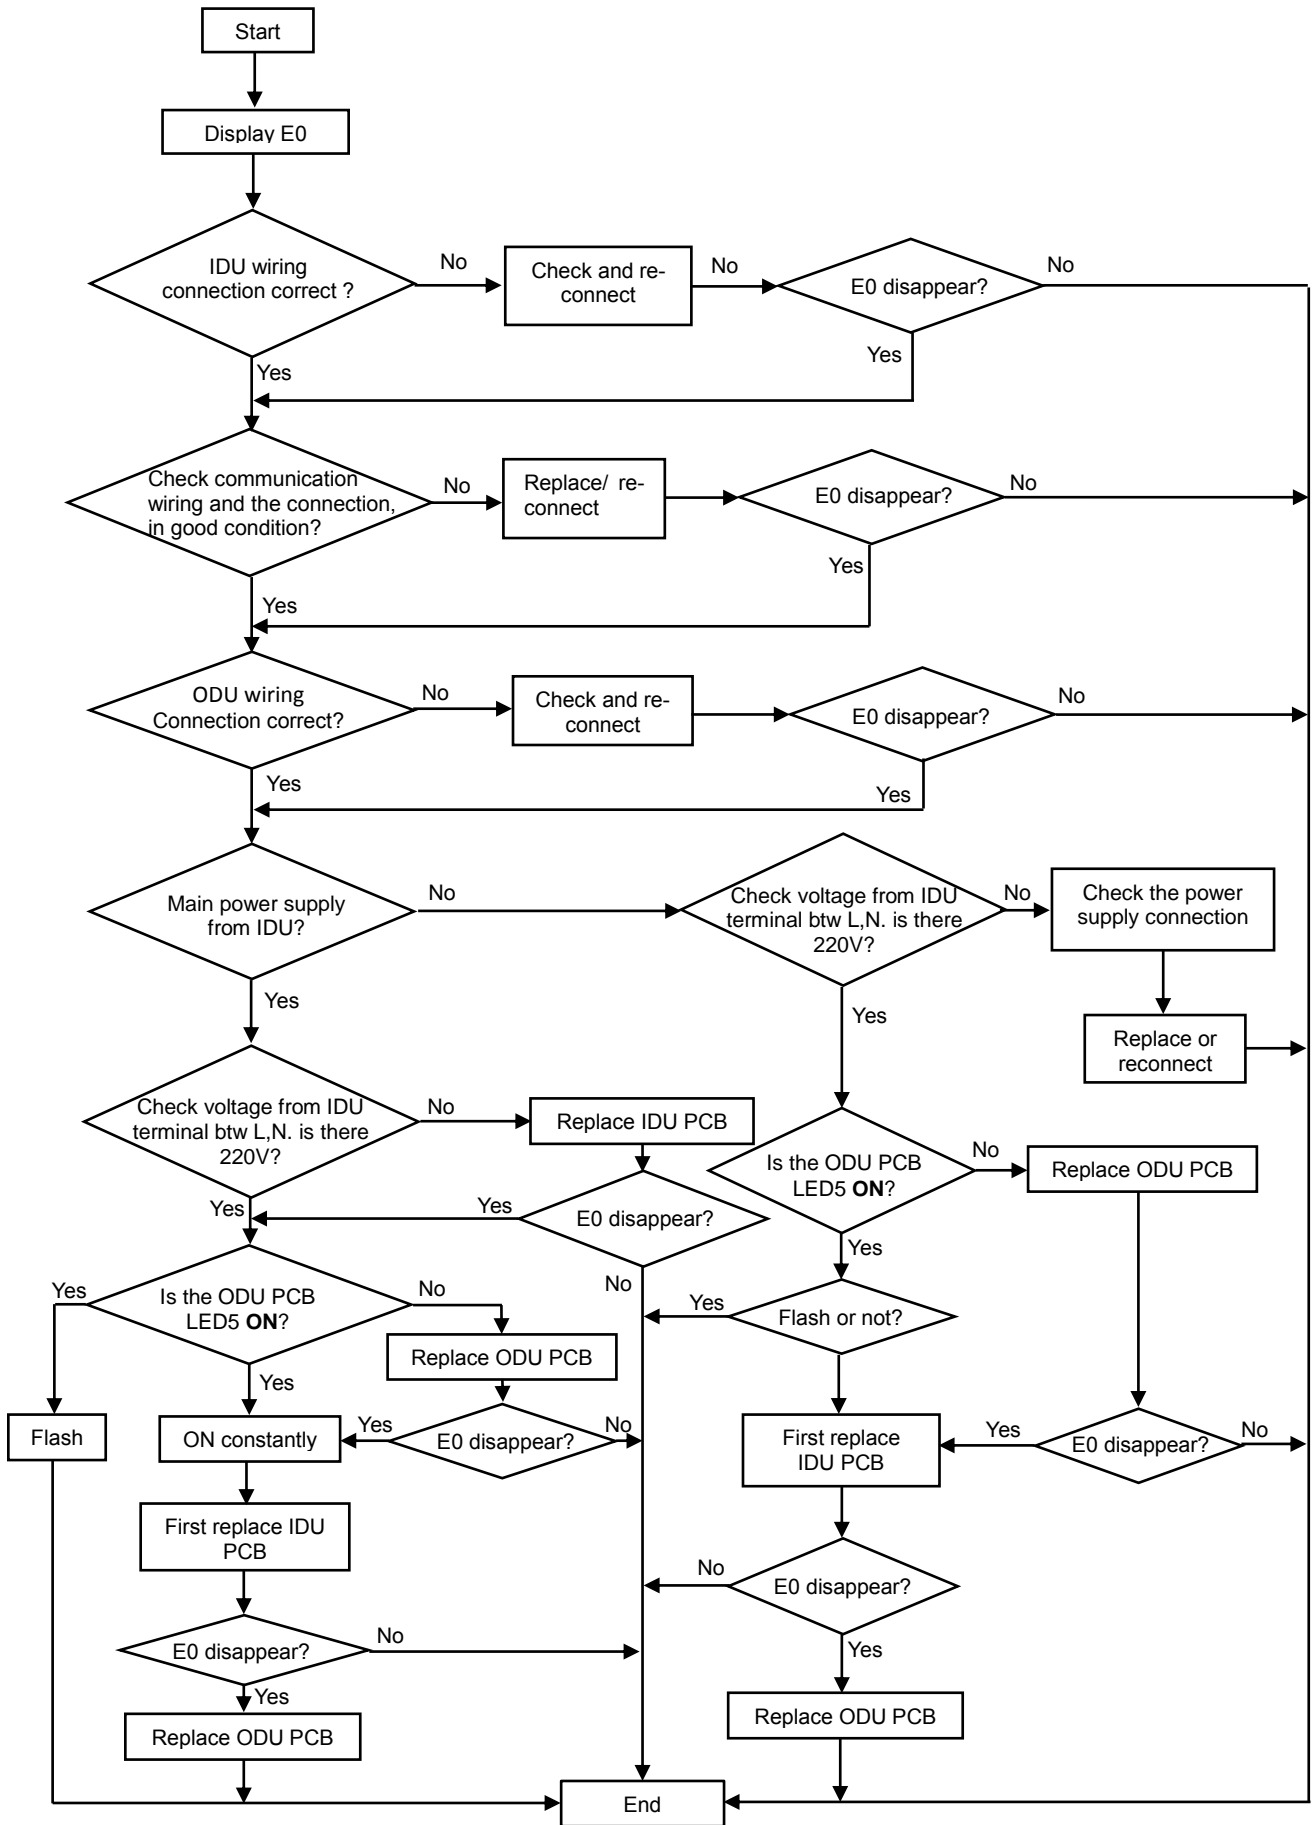 Start
Display E0
IDU wiring
connection correct ?
No
Check and re-
connect
No
E0 disappear?
No
Yes
Yes
Check communication
wiring and the connection,
in good condition?
No
Replace/ re-
connect
E0 disappear?
No
Yes
Yes
ODU wiring
Connection correct?
No
Check and re-
connect
E0 disappear?
No
Yes
Yes
Main power supply
from IDU?
No
Check voltage from IDU
terminal btw L,N. is there
220V?
No
Check the power
supply connection
Yes
Yes
Replace or
reconnect
Check voltage from IDU
terminal btw L,N. is there
220V?
No
Replace IDU PCB
Is the ODU PCB
LED5 ON?
No
Replace ODU PCB
Yes
Yes
E0 disappear?
Yes
No
Yes
Is the ODU PCB
LED5 ON?
No
Yes
Flash or not?
Replace ODU PCB
Yes
Flash
ON constantly
Yes
E0 disappear?
No
First replace
IDU PCB
Yes
E0 disappear?
No
First replace IDU
PCB
No
E0 disappear?
E0 disappear?
No
Yes
Yes
Replace ODU PCB
Replace ODU PCB
End